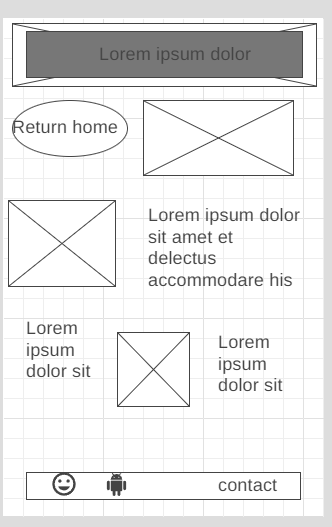 Lorem ipsum dolor
Return home
Lorem ipsum dolor
sit amet et
delectus
accommodare his
Lorem
ipsum
dolor sit
Lorem
ipsum
dolor sit
contact